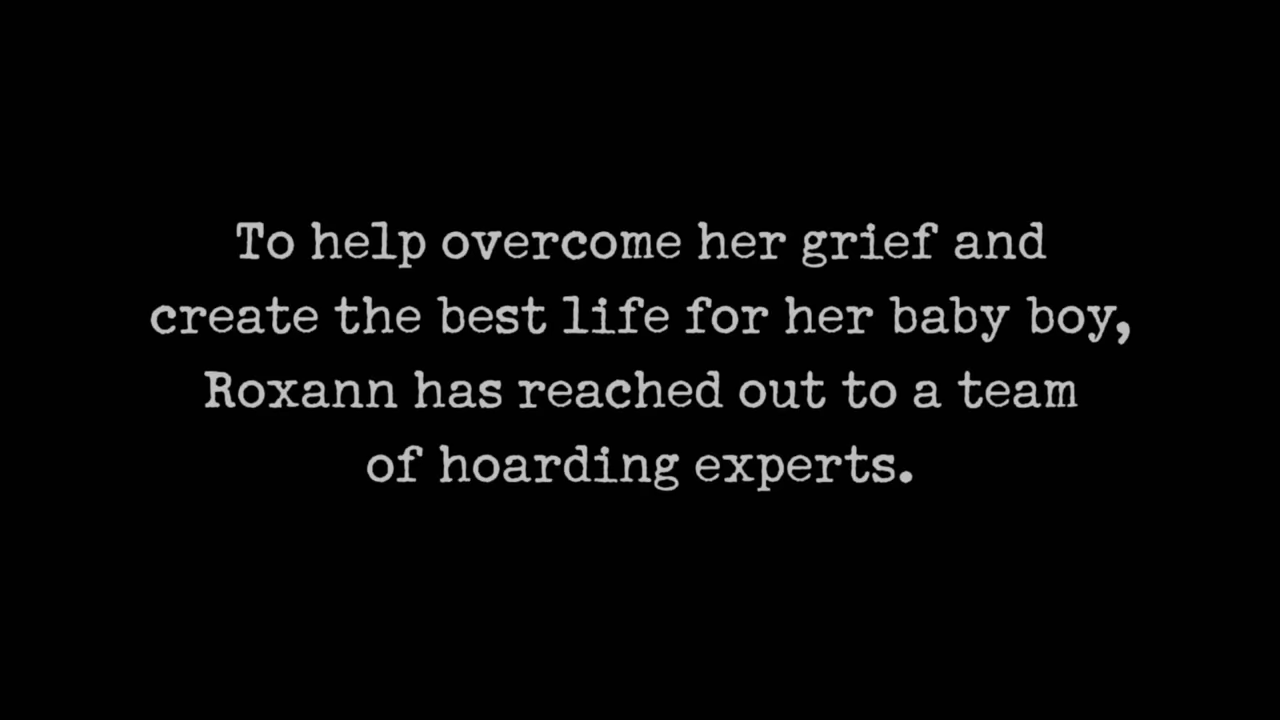 To help overcome her grief and
create the best life for her baby boy,
Roxann has reached out to a team
of hoarding experts.